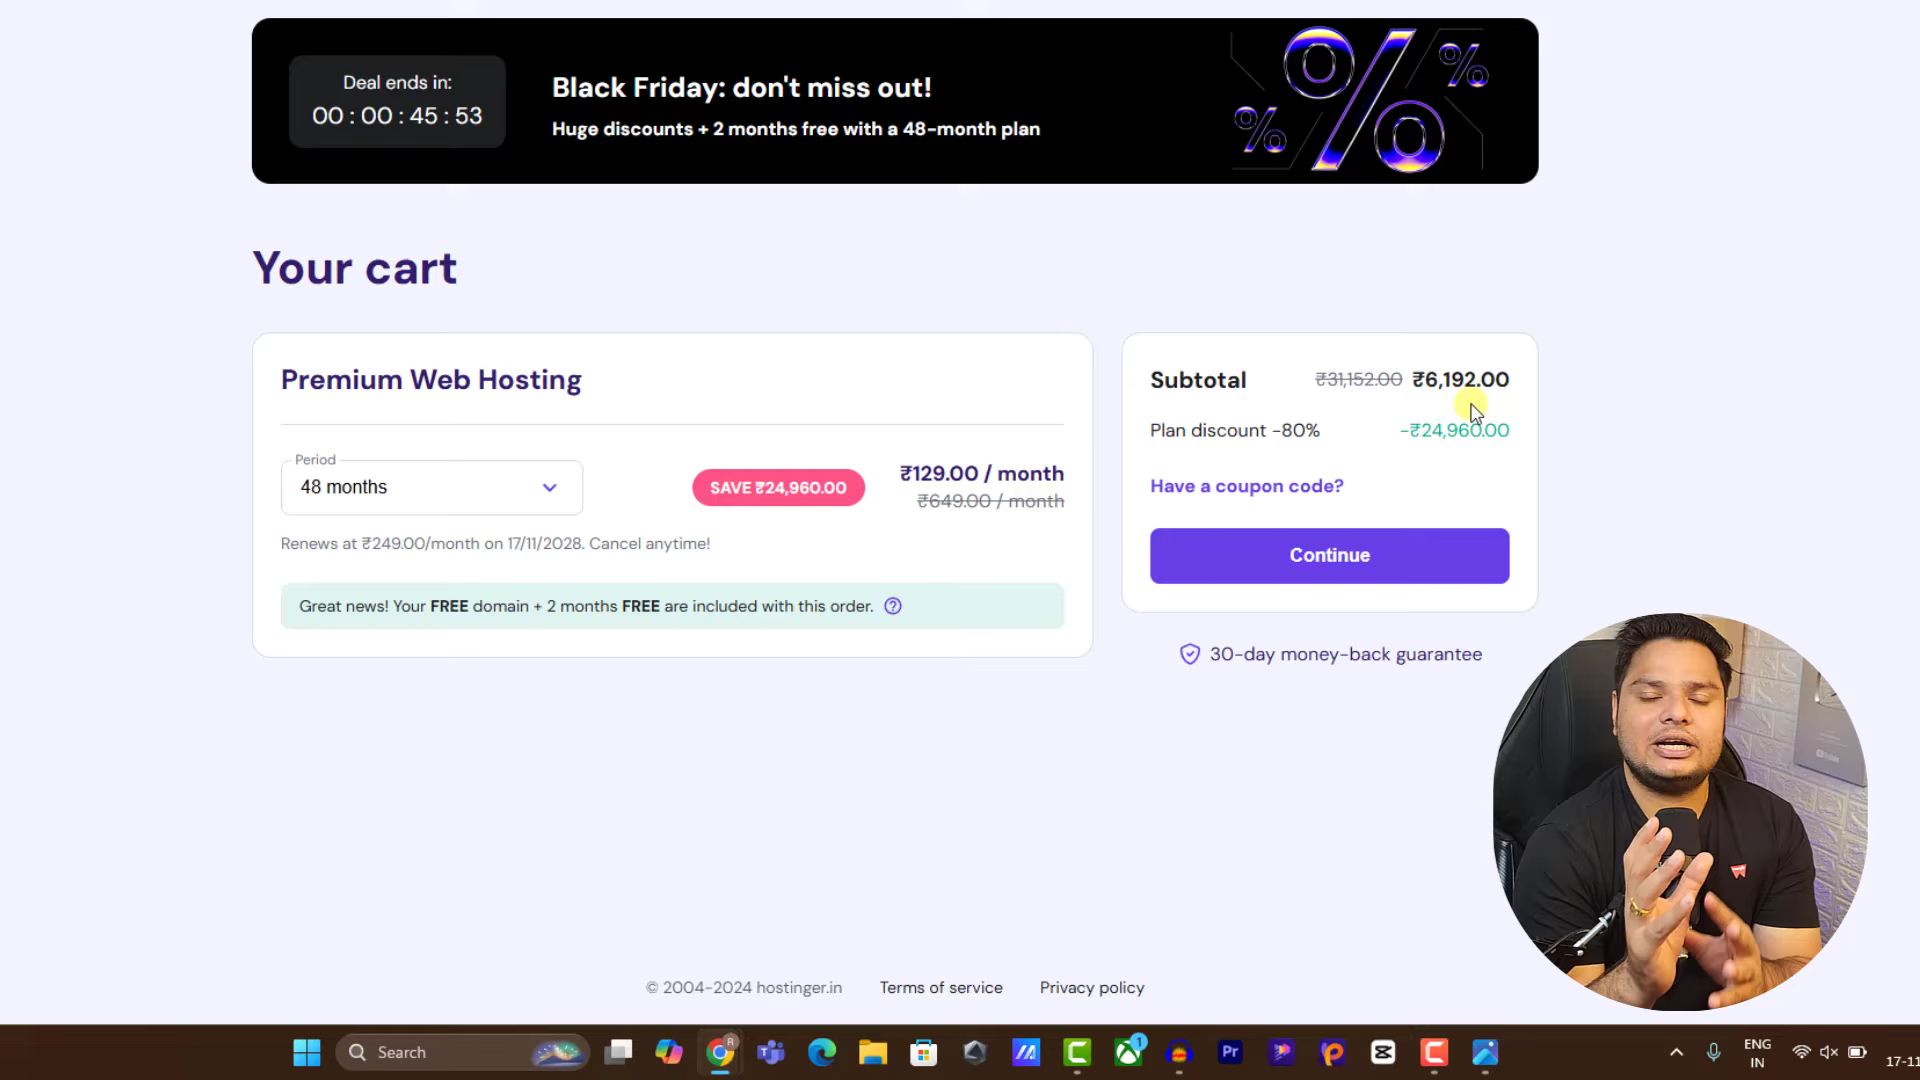 Deal ends in:
00 : 00 : 45 : 53
Black Friday: don't miss out!
Huge discounts + 2 months free with a 48-month plan
Your cart
Premium Web Hosting
Period
48 months
SAVE ₹24,960.00
₹129.00 / month
₹649.00 / month
Renews at ₹249.00/month on 17/11/2028. Cancel anytime!
Great news! Your FREE domain + 2 months FREE are included with this order.
Subtotal ₹31,152.00 ₹6,192.00
Plan discount -80% -₹24,960.00
Have a coupon code?
Continue
30-day money-back guarantee
© 2004-2024 hostinger.in Terms of service Privacy policy
Search
R
1
Pr
ENG
IN
17-11